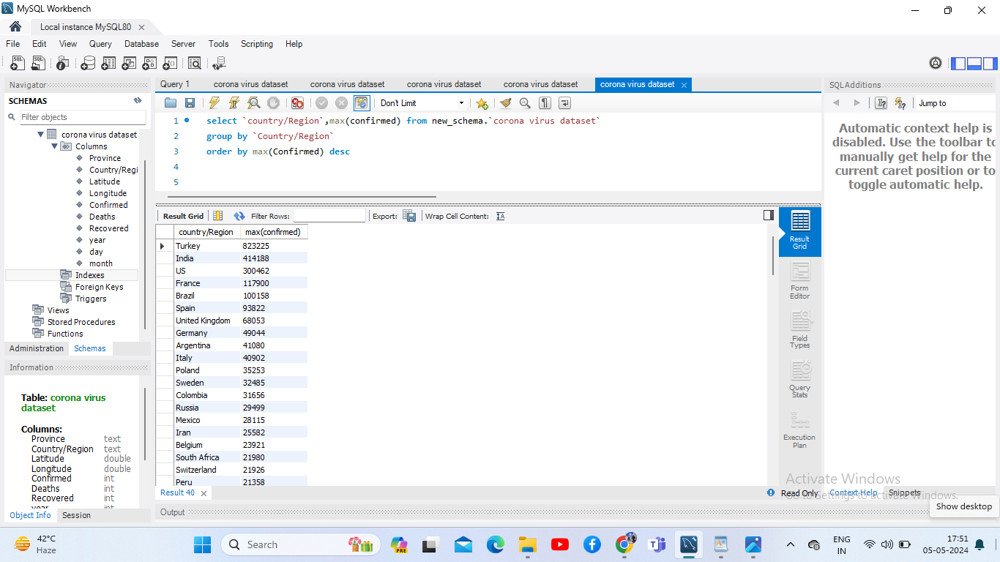 MySQL Workbench
Local instance MySQL80
File Edit View Query Database Server Tools Scripting Help
Navigator
SCHEMAS
Filter objects
corona virus dataset
Columns
Province
Country/Regi
Latitude
Longitude
Confirmed
Deaths
Recovered
year
day
month
Indexes
Foreign Keys
Triggers
Views
Stored Procedures
Functions
Administration Schemas
Information
Table: corona virus
dataset
Columns:
Province text
Country/Region text
Latitude double
Longitude double
Confirmed int
Deaths int
Recovered int
year int
Object Info Session
Query 1 corona virus dataset corona virus dataset corona virus dataset corona virus dataset corona virus dataset
Don't Limit
1 select `country/Region`,max(confirmed) from new_schema.`corona virus dataset`
2 group by `Country/Region`
3 order by max(Confirmed) desc
4
5
Result Grid Filter Rows: Export: Wrap Cell Content:
country/Region max(confirmed)
Turkey 823225
India 414188
US 300462
France 117900
Brazil 100158
Spain 93822
United Kingdom 68053
Germany 49044
Argentina 41080
Italy 40902
Poland 35253
Sweden 32485
Colombia 31656
Russia 29499
Mexico 28115
Iran 25582
Belgium 23921
South Africa 21980
Switzerland 21926
Peru 21358
Result Grid
Form Editor
Field Types
Query Stats
Execution Plan
Result 40
Read Only
Output
SQLAdditions
Jump to
Automatic context help is
disabled. Use the toolbar to
manually get help for the
current caret position or to
toggle automatic help.
Context Help Snippets
Activate Windows
Go to Settings to activate Windows.
Show desktop
42°C
Haze
Search
PRE
ENG
IN
17:51
05-05-2024